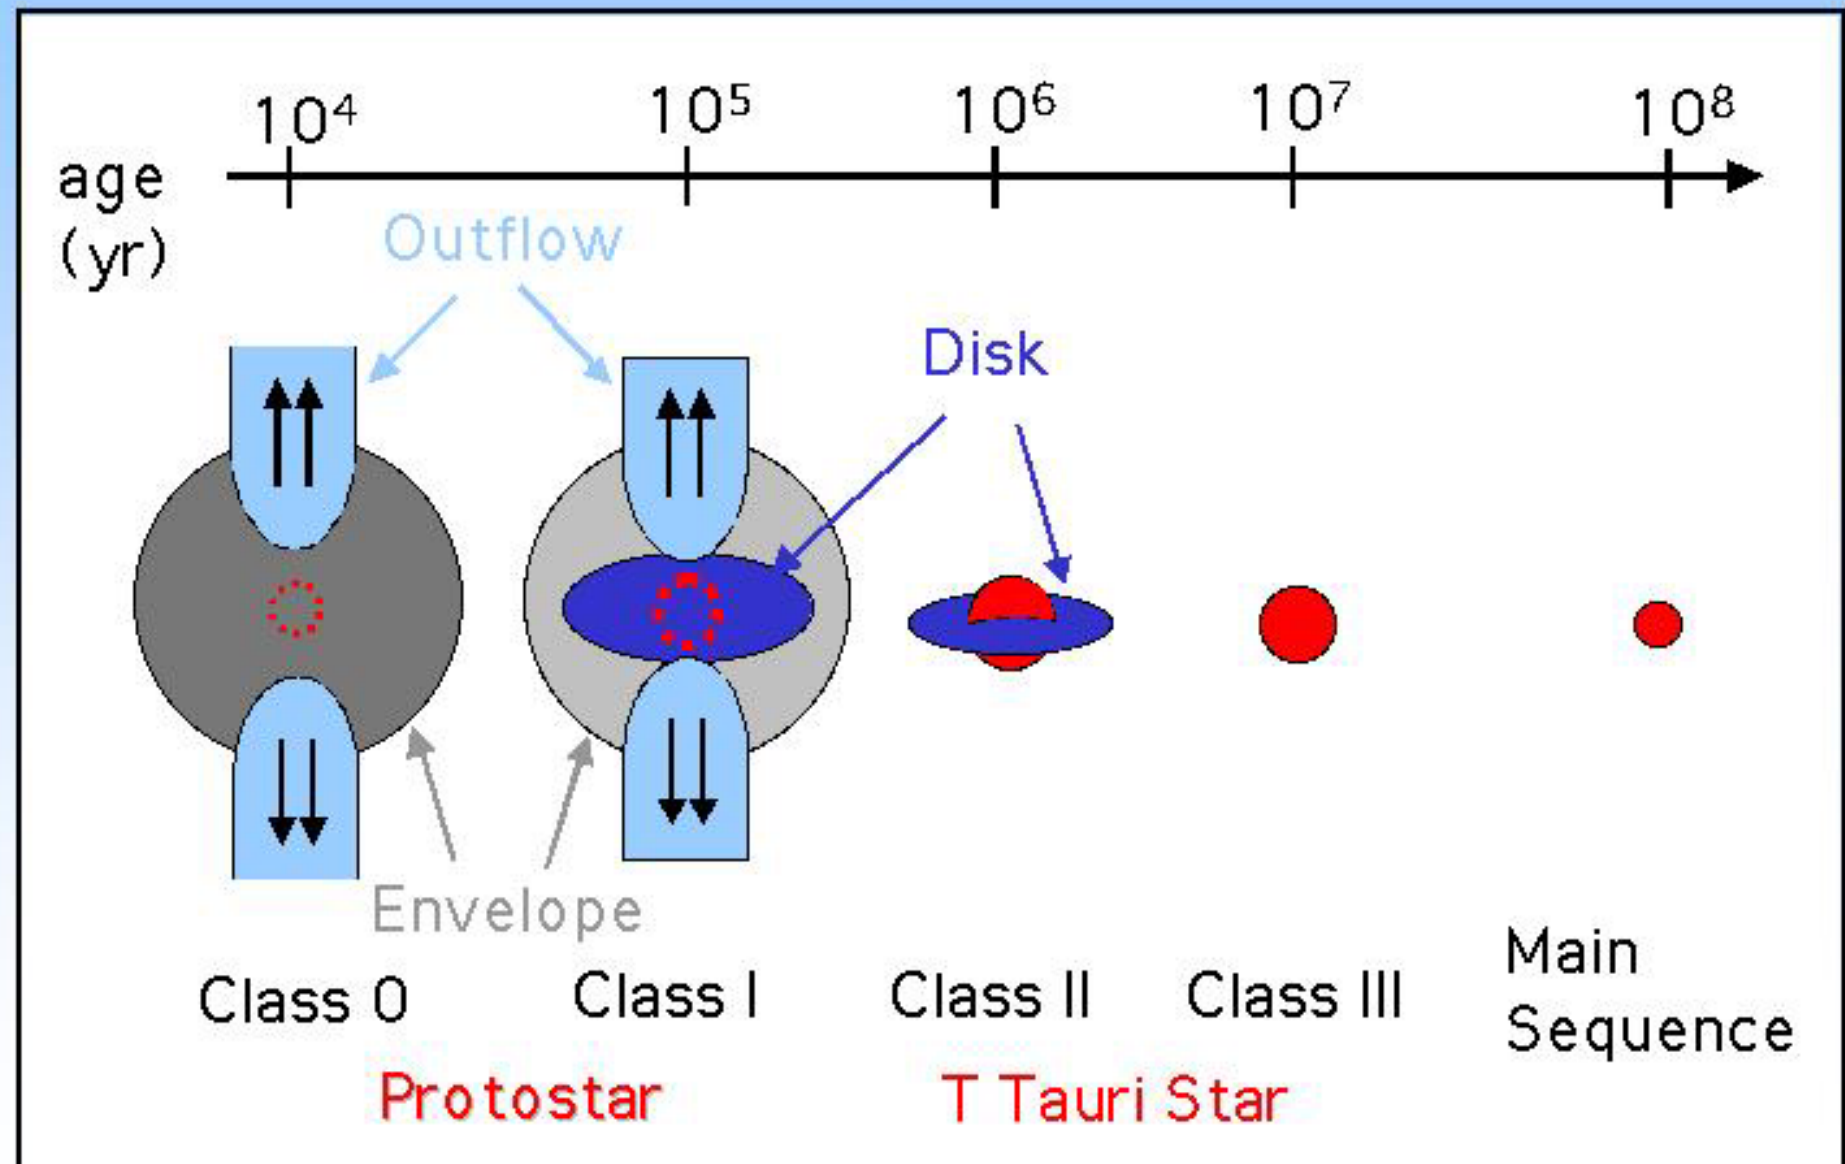 10⁴ 10⁵ 10⁶ 10⁷ 10⁸
age
(yr)
Outflow
Disk
Envelope
Class 0 Class I Class II Class III Main
Sequence
Protostar T Tauri Star